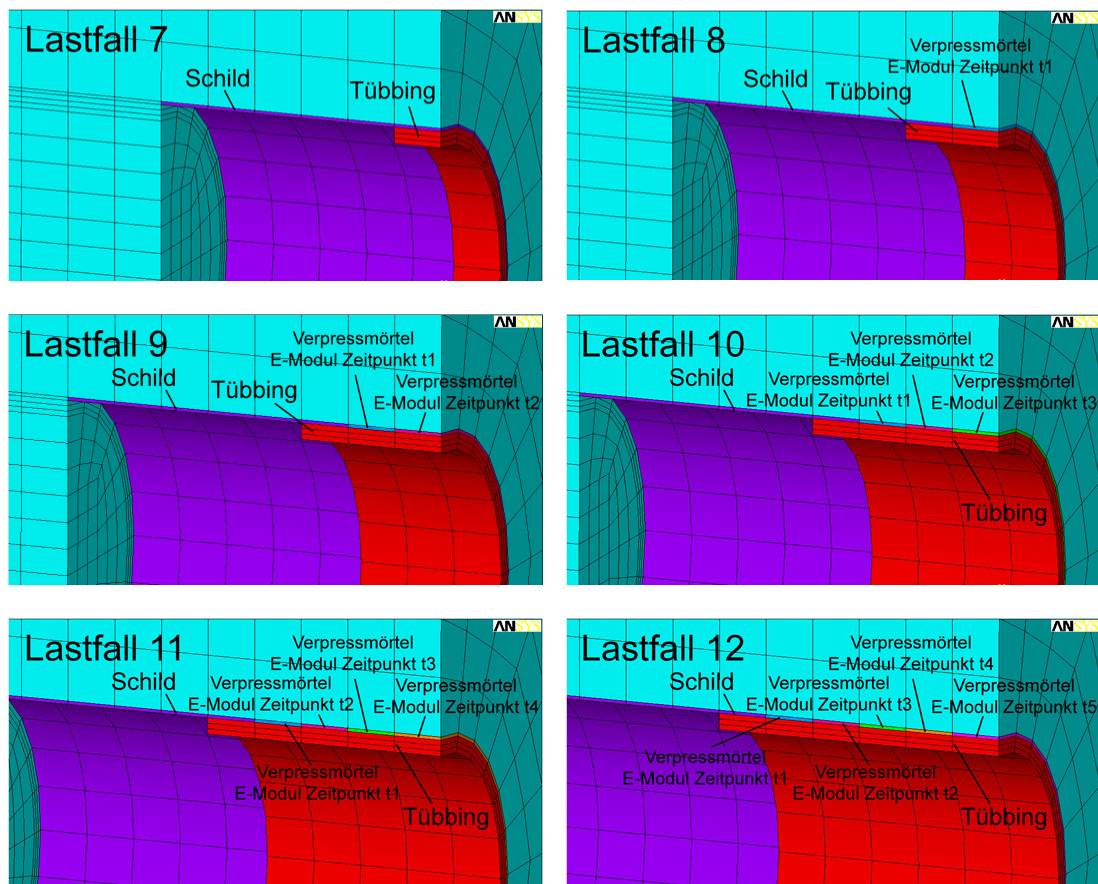 Lastfall 7
ANSYS
Schild
Tübbing
Lastfall 8
ANSYS
Verpressmörtel
E-Modul Zeitpunkt t1
Schild
Tübbing
Lastfall 9
ANSYS
Verpressmörtel
E-Modul Zeitpunkt t1
Schild
Tübbing
Verpressmörtel
E-Modul Zeitpunkt t2
Lastfall 10
ANSYS
Verpressmörtel
E-Modul Zeitpunkt t2
Schild
Verpressmörtel
E-Modul Zeitpunkt t1
Verpressmörtel
E-Modul Zeitpunkt t3
Tübbing
Lastfall 11
ANSYS
Verpressmörtel
E-Modul Zeitpunkt t3
Schild
Verpressmörtel
E-Modul Zeitpunkt t2
Verpressmörtel
E-Modul Zeitpunkt t4
Verpressmörtel
E-Modul Zeitpunkt t1
Tübbing
Lastfall 12
ANSYS
Verpressmörtel
E-Modul Zeitpunkt t4
Schild
Verpressmörtel
E-Modul Zeitpunkt t3
Verpressmörtel
E-Modul Zeitpunkt t5
Verpressmörtel
E-Modul Zeitpunkt t1
Verpressmörtel
E-Modul Zeitpunkt t2
Tübbing